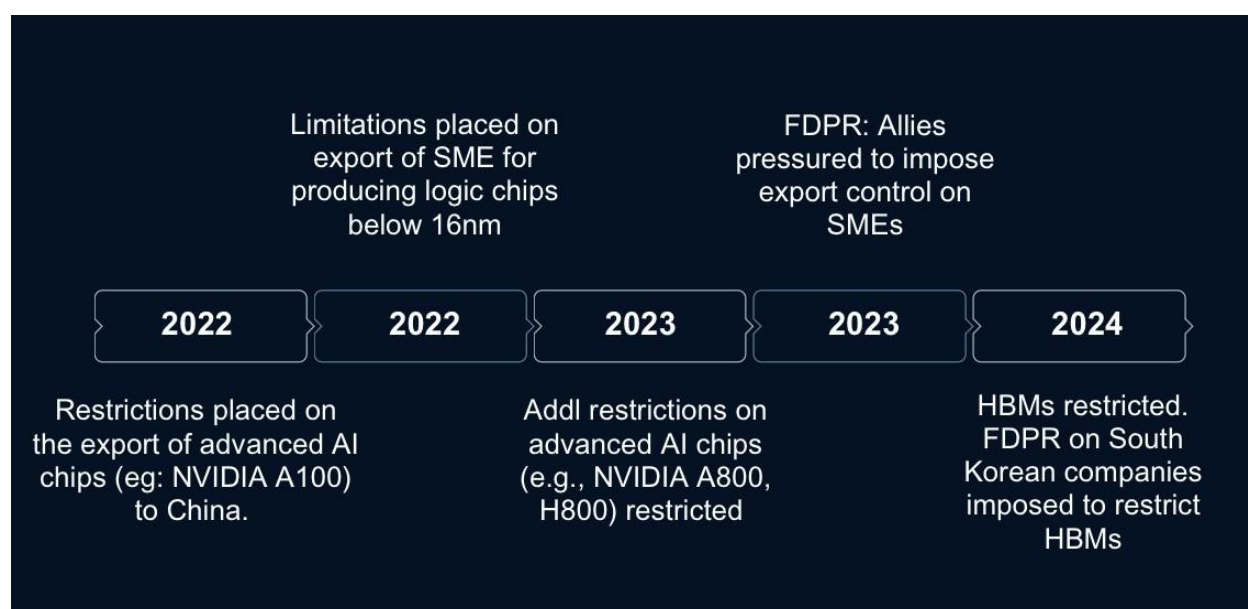 Limitations placed on
export of SME for
producing logic chips
below 16nm
FDPR: Allies
pressured to impose
export control on
SMEs
2022
2022
2023
2023
2024
Restrictions placed on
the export of advanced AI
chips (eg: NVIDIA A100)
to China.
Addl restrictions on
advanced AI chips
(e.g., NVIDIA A800,
H800) restricted
HBMs restricted.
FDPR on South
Korean companies
imposed to restrict
HBMs